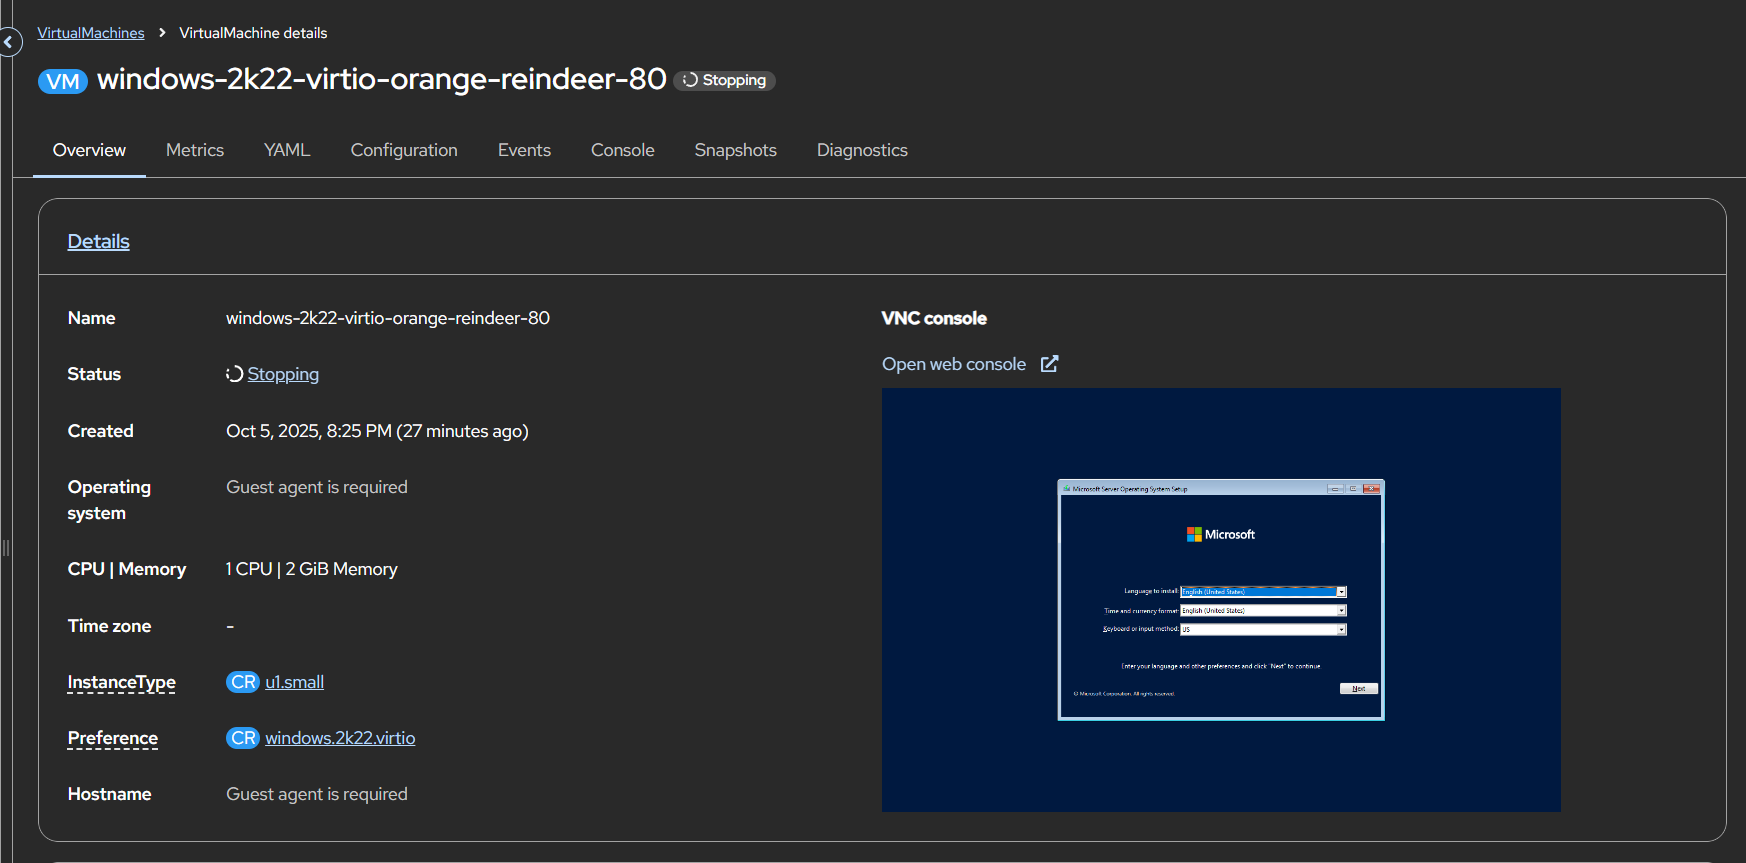 VirtualMachines > VirtualMachine details
VM windows-2k22-virtio-orange-reindeer-80 Stopping
Overview Metrics YAML Configuration Events Console Snapshots Diagnostics
Details
Name windows-2k22-virtio-orange-reindeer-80
Status Stopping
Created Oct 5, 2025, 8:25 PM (27 minutes ago)
Operating
system
Guest agent is required
CPU | Memory 1 CPU | 2 GiB Memory
Time zone -
InstanceType CR u1.small
Preference CR windows.2k22.virtio
Hostname Guest agent is required
VNC console
Open web console
Microsoft Server Operating System Setup
Microsoft
Language to install: English (United States)
Time and currency format: English (United States)
Keyboard or input method: US
Enter your language and other preferences and click "Next" to continue
© Microsoft Corporation. All rights reserved.
Next